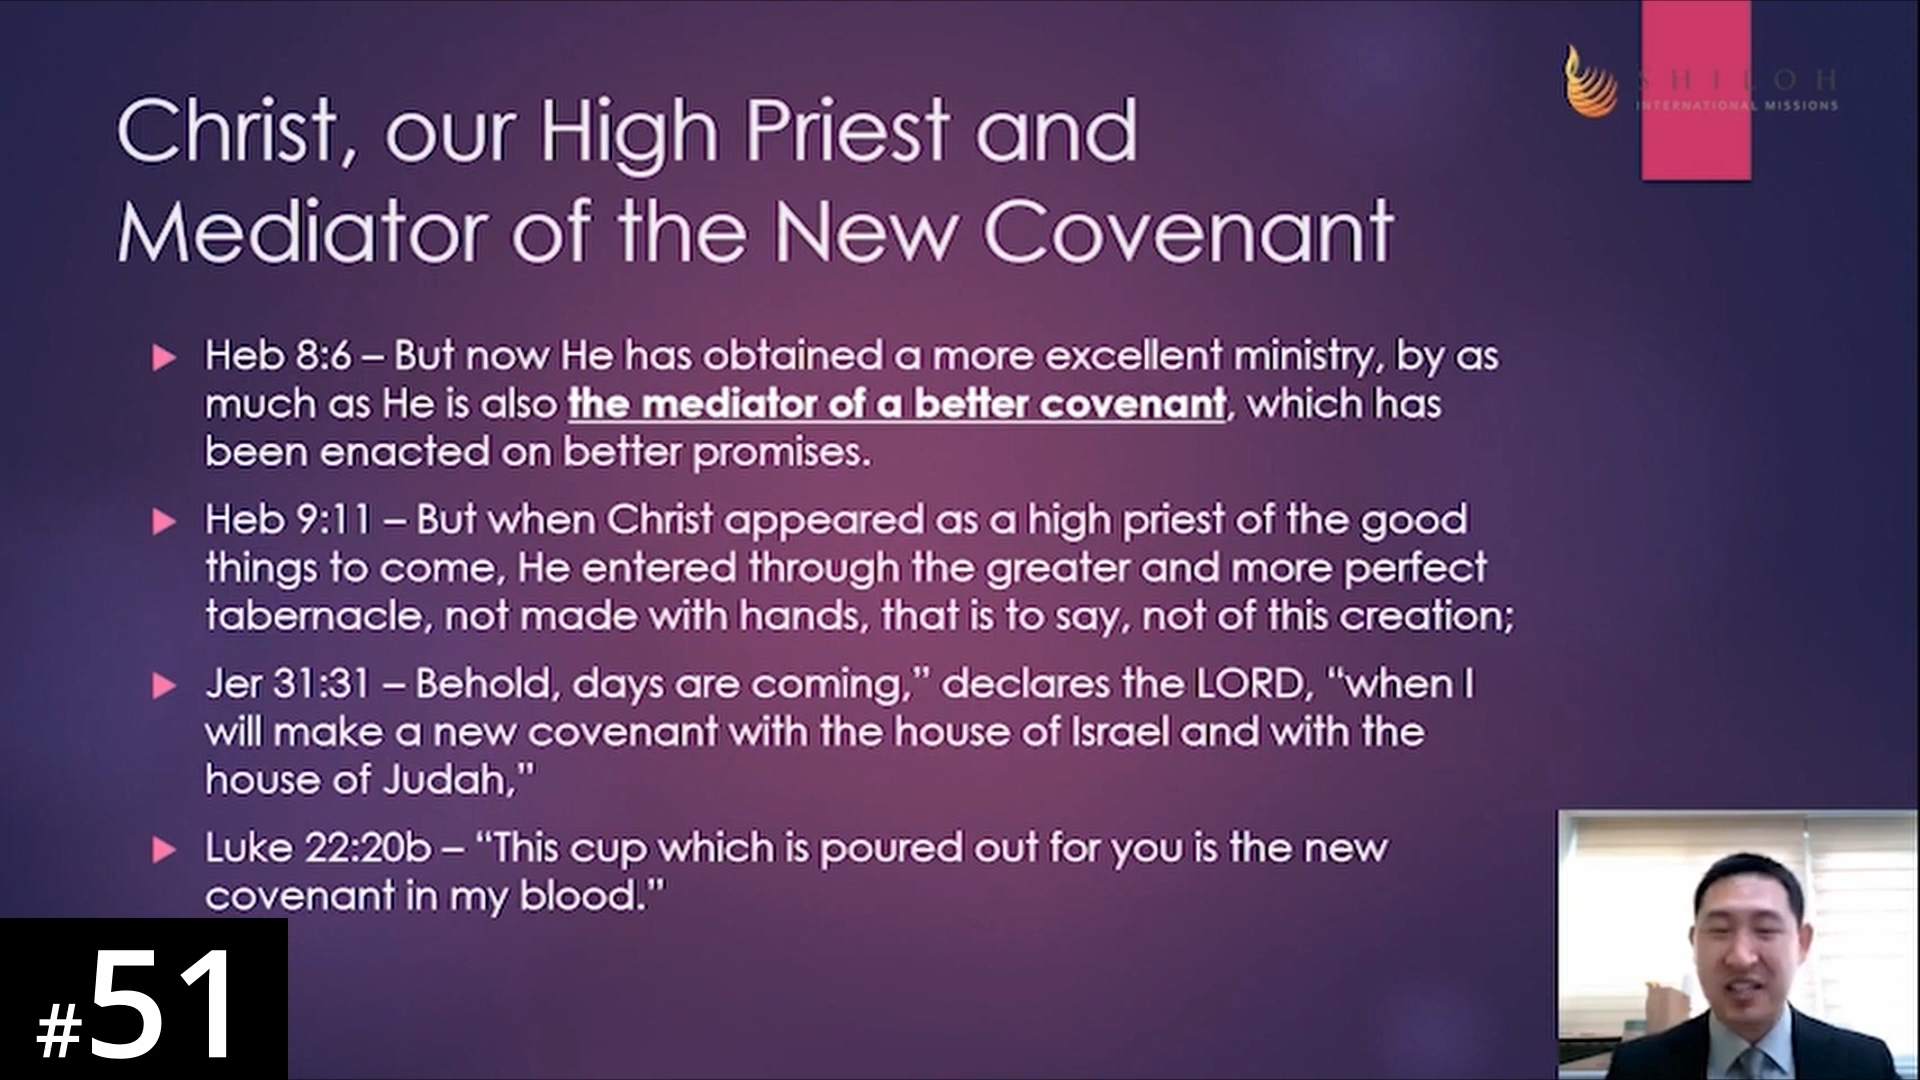 SHILOH
INTERNATIONAL MISSIONS
Christ, our High Priest and
Mediator of the New Covenant
Heb 8:6 – But now He has obtained a more excellent ministry, by as
much as He is also the mediator of a better covenant, which has
been enacted on better promises.
Heb 9:11 – But when Christ appeared as a high priest of the good
things to come, He entered through the greater and more perfect
tabernacle, not made with hands, that is to say, not of this creation;
Jer 31:31 – Behold, days are coming,” declares the LORD, “when I
will make a new covenant with the house of Israel and with the
house of Judah,”
Luke 22:20b – “This cup which is poured out for you is the new
covenant in my blood.”
#51